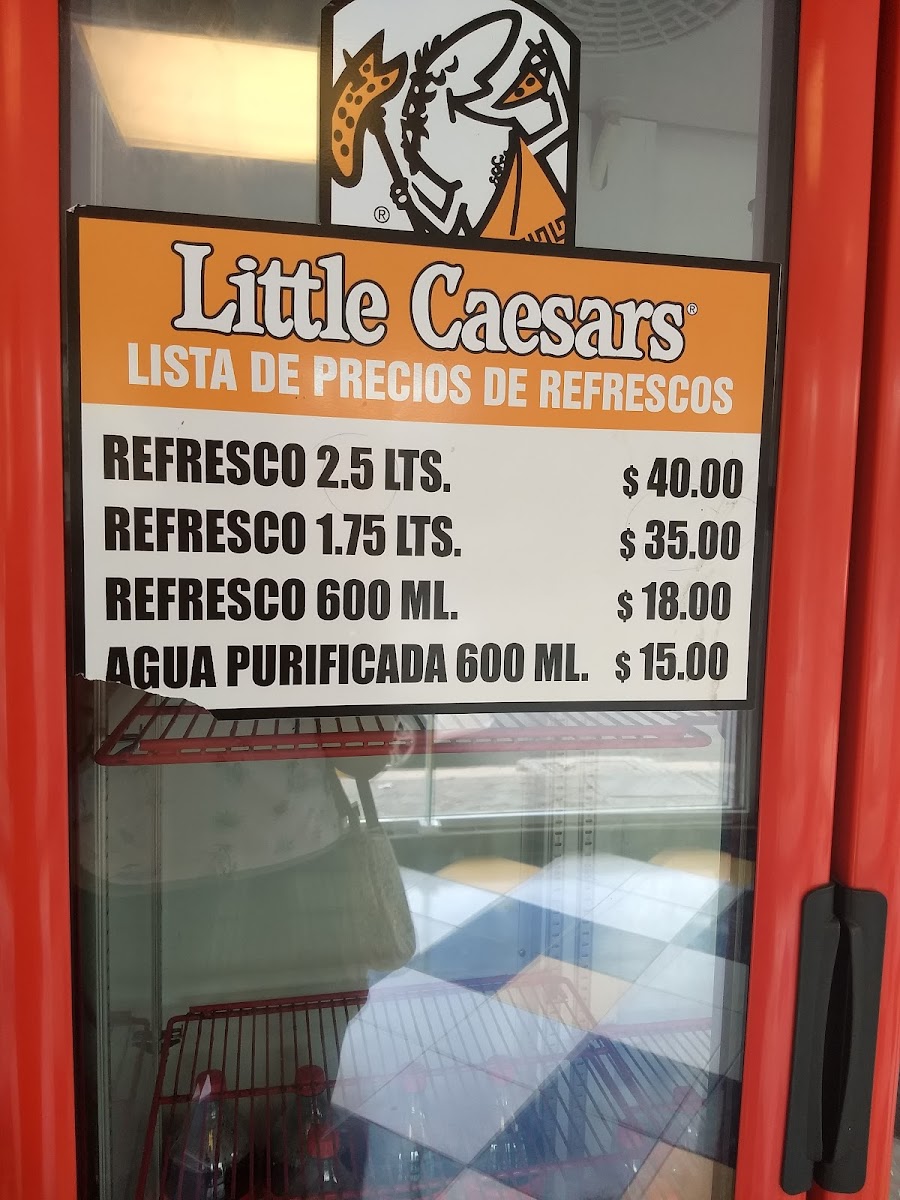 ®
Little Caesars®
LISTA DE PRECIOS DE REFRESCOS
REFRESCO 2.5 LTS. $ 40.00
REFRESCO 1.75 LTS. $ 35.00
REFRESCO 600 ML. $ 18.00
AGUA PURIFICADA 600 ML. $ 15.00